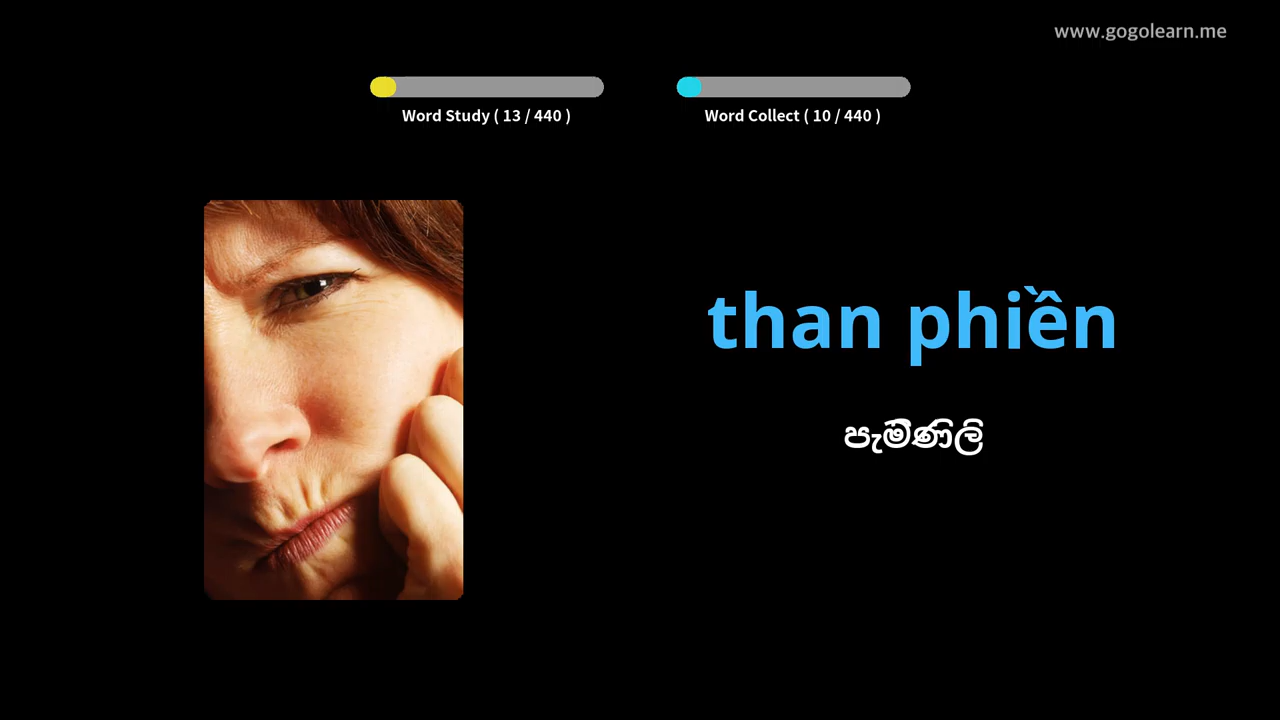 www.gogolearn.me
Word Study ( 13 / 440 )
Word Collect ( 10 / 440 )
than phiền
පැමිණිලි